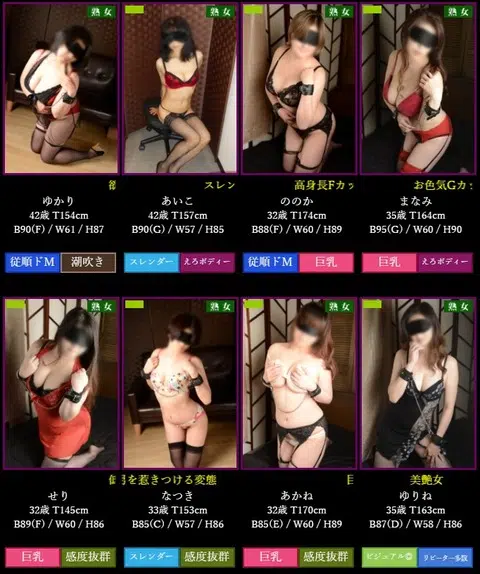 熟女
熟女
熟女
熟女
スレン
高身長Fカッ
お色気Gカッ
ゆかり
42歳 T154cm
B90(F) / W61 / H87
あいこ
42歳 T157cm
B90(G) / W57 / H85
ののか
32歳 T174cm
B88(F) / W60 / H89
まなみ
35歳 T164cm
B95(G) / W60 / H90
従順ドM
潮吹き
スレンダー
えろボディー
従順ドM
巨乳
巨乳
えろボディー
熟女
熟女
熟女
熟女
男を惹きつける変態
美艶女
せり
32歳 T145cm
B89(F) / W60 / H86
なつき
33歳 T153cm
B85(C) / W57 / H86
あかね
32歳 T170cm
B85(E) / W60 / H89
ゆりね
35歳 T163cm
B87(D) / W58 / H86
巨乳
感度抜群
スレンダー
感度抜群
巨乳
感度抜群
ビジュアル◎
リピーター多数